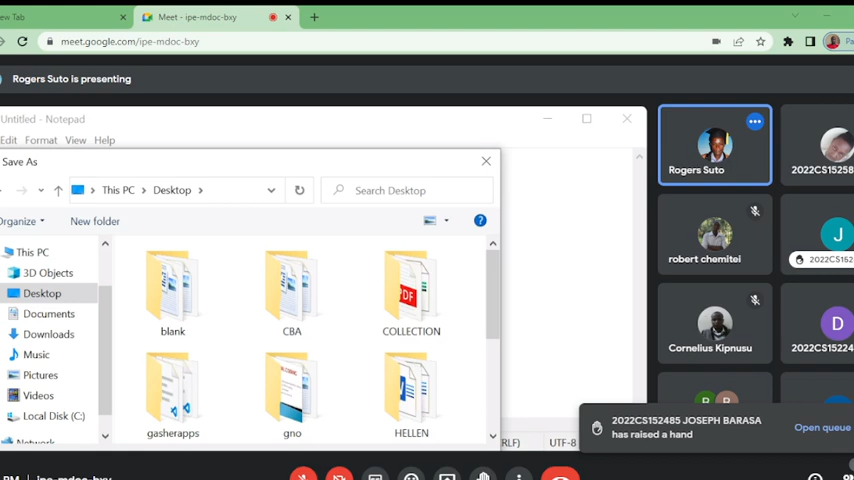 ew Tab
Meet - ipe-mdoc-bxy
meet.google.com/ipe-mdoc-bxy
Pa
Rogers Suto is presenting
Untitled - Notepad
Edit Format View Help
Save As
This PC
Desktop
Search Desktop
Organize
New folder
This PC
3D Objects
Desktop
Documents
Downloads
Music
Pictures
Videos
Local Disk (C:)
Network
blank
CBA
PDF
COLLECTION
gasherapps
gno
W
HELLEN
RLF)
UTF-8
Rogers Suto
2022CS15258
robert chemitei
J
2022CS152
Cornelius Kipnusu
D
2022CS15224
2022CS152485 JOSEPH BARASA
has raised a hand
Open queue
PM
ipe-mdoc-bxy